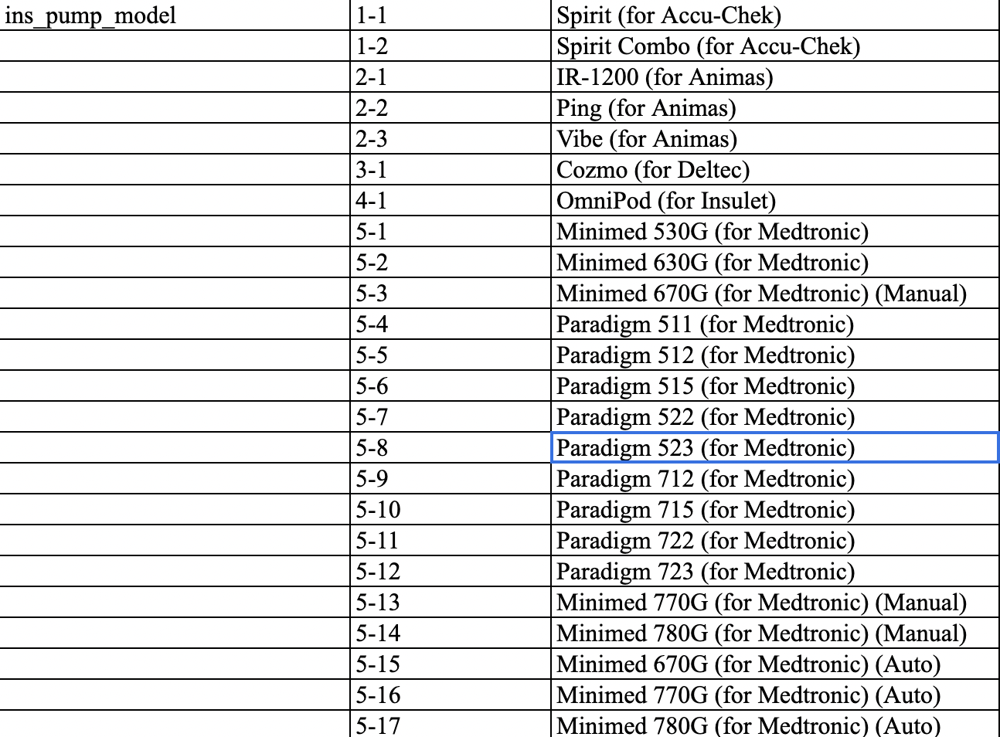 ins_pump_model 1-1 Spirit (for Accu-Chek)
1-2 Spirit Combo (for Accu-Chek)
2-1 IR-1200 (for Animas)
2-2 Ping (for Animas)
2-3 Vibe (for Animas)
3-1 Cozmo (for Deltec)
4-1 OmniPod (for Insulet)
5-1 Minimed 530G (for Medtronic)
5-2 Minimed 630G (for Medtronic)
5-3 Minimed 670G (for Medtronic) (Manual)
5-4 Paradigm 511 (for Medtronic)
5-5 Paradigm 512 (for Medtronic)
5-6 Paradigm 515 (for Medtronic)
5-7 Paradigm 522 (for Medtronic)
5-8 Paradigm 523 (for Medtronic)
5-9 Paradigm 712 (for Medtronic)
5-10 Paradigm 715 (for Medtronic)
5-11 Paradigm 722 (for Medtronic)
5-12 Paradigm 723 (for Medtronic)
5-13 Minimed 770G (for Medtronic) (Manual)
5-14 Minimed 780G (for Medtronic) (Manual)
5-15 Minimed 670G (for Medtronic) (Auto)
5-16 Minimed 770G (for Medtronic) (Auto)
5-17 Minimed 780G (for Medtronic) (Auto)